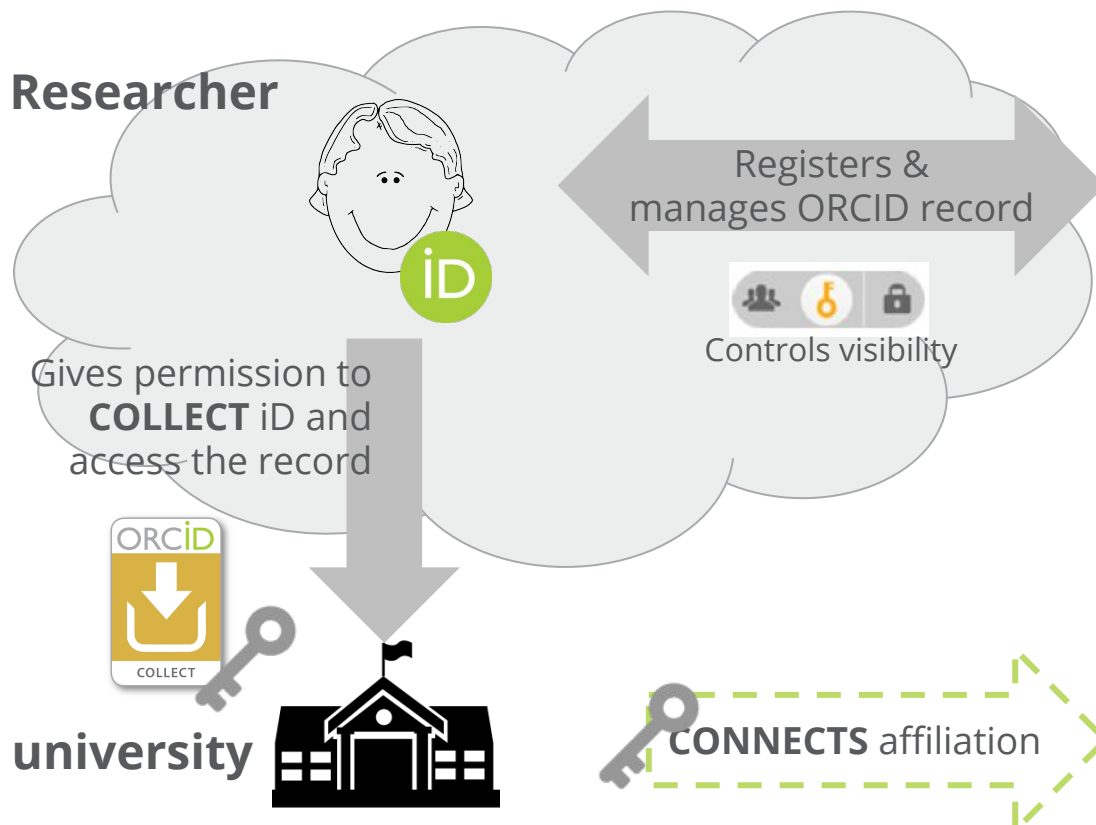 Researcher
Registers &
manages ORCID record
iD
Controls visibility
Gives permission to
COLLECT iD and
access the record
ORCiD
COLLECT
university
CONNECTS affiliation